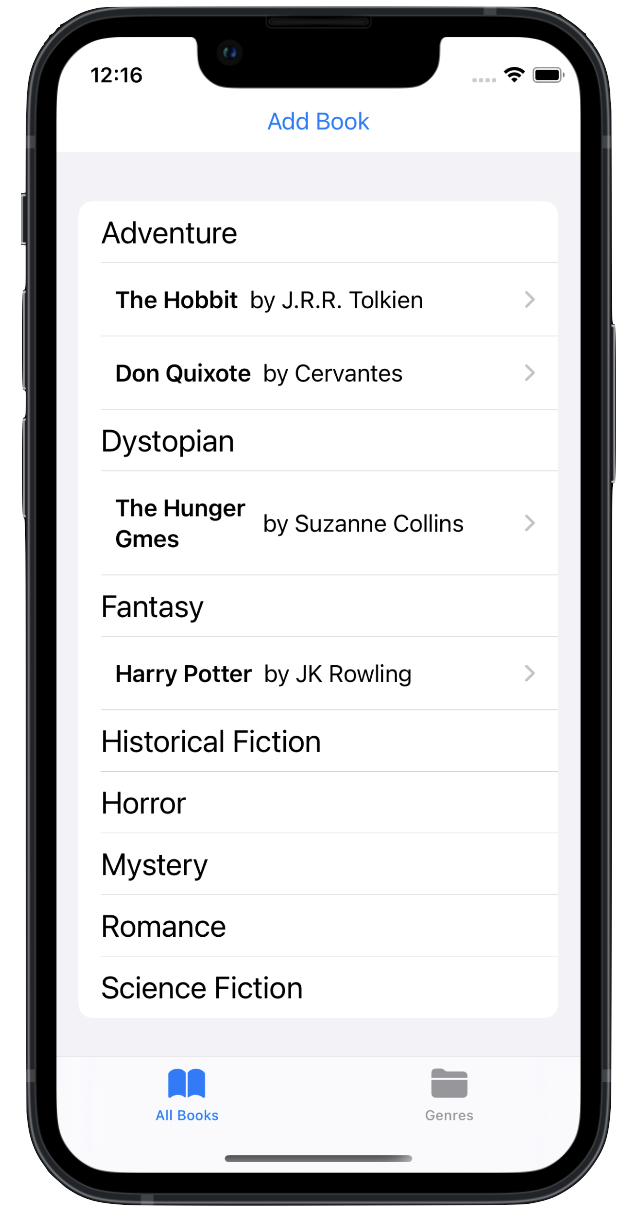 12:16
Add Book
Adventure
The Hobbit by J.R.R. Tolkien
Don Quixote by Cervantes
Dystopian
The Hunger
Gmes by Suzanne Collins
Fantasy
Harry Potter by JK Rowling
Historical Fiction
Horror
Mystery
Romance
Science Fiction
All Books Genres